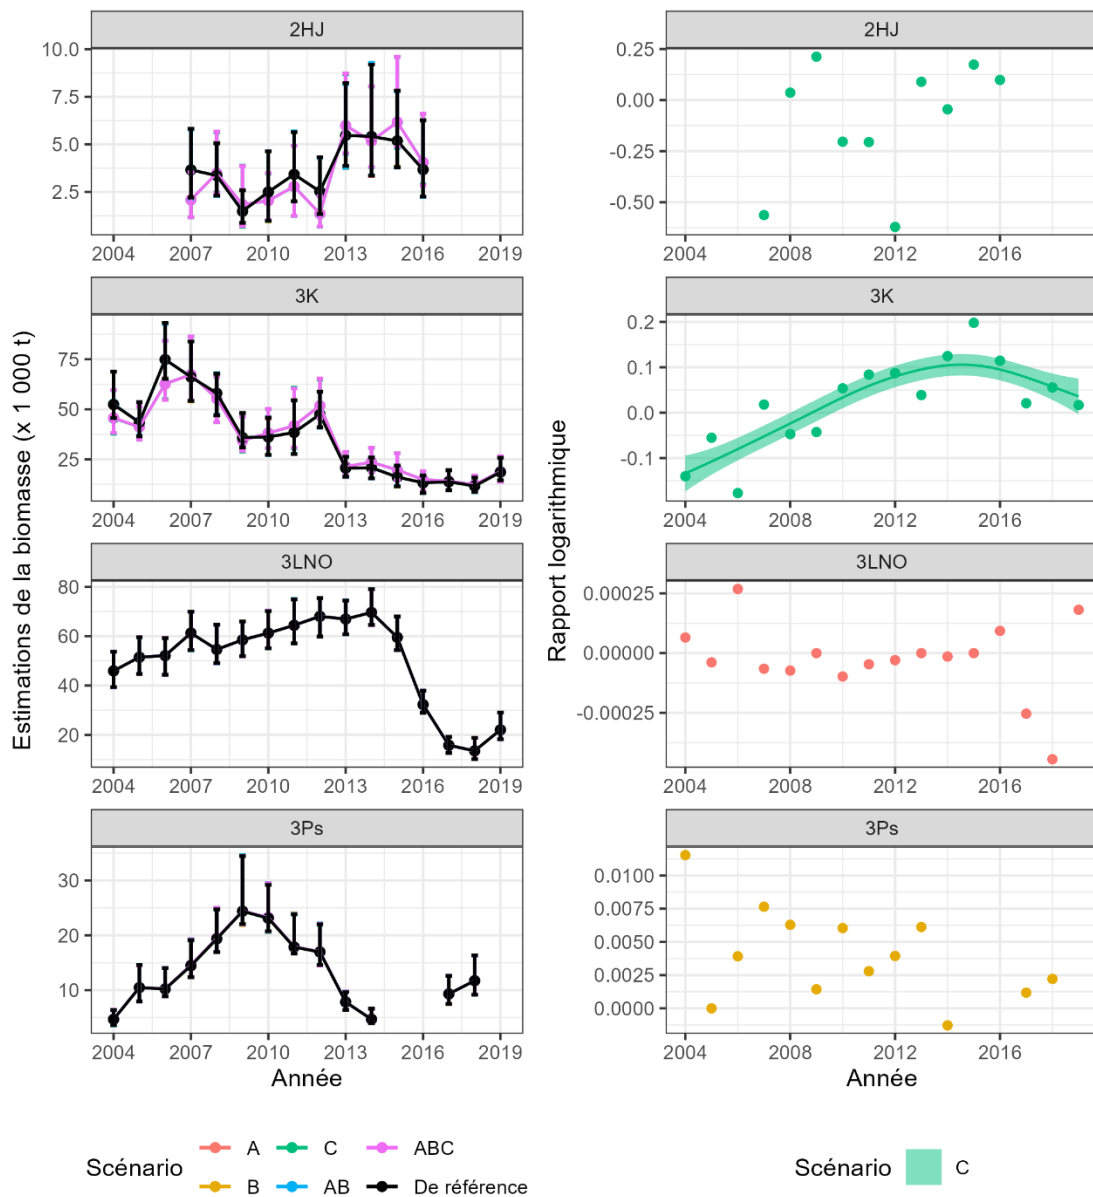 2HJ
10.0
7.5
5.0
2.5
2004 2007 2010 2013 2016 2019
3K
75
50
25
2004 2007 2010 2013 2016 2019
3LNO
80
60
40
20
2004 2007 2010 2013 2016 2019
3Ps
30
20
10
2004 2007 2010 2013 2016 2019
Année
Estimations de la biomasse (x 1 000 t)
2HJ
0.25
0.00
-0.25
-0.50
2004 2008 2012 2016
3K
0.2
0.1
0.0
-0.1
2004 2008 2012 2016
3LNO
0.00025
0.00000
-0.00025
2004 2008 2012 2016
3Ps
0.0100
0.0075
0.0050
0.0025
0.0000
2004 2008 2012 2016
Année
Rapport logarithmique
Scénario
A C ABC
B AB De référence
Scénario C